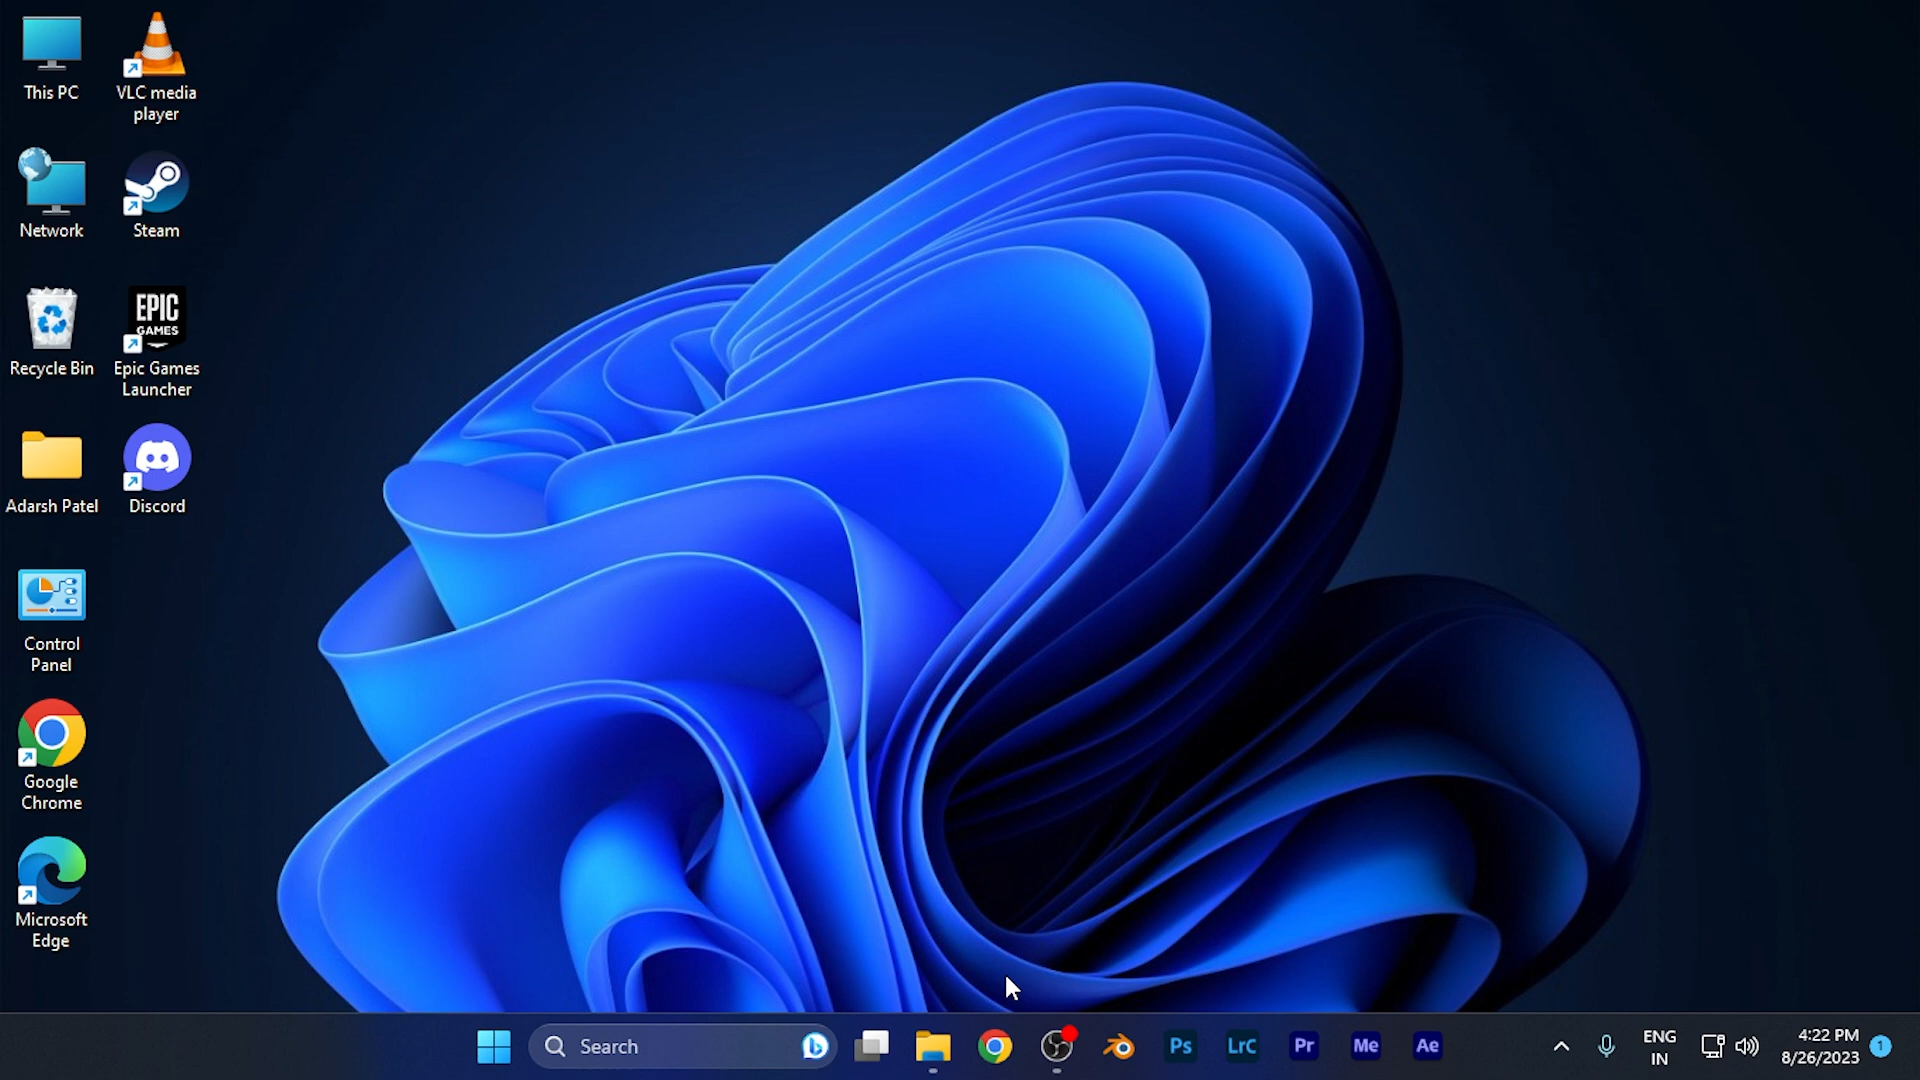 This PC
VLC media
player
Network
Steam
Recycle Bin
EPIC
GAMES
Epic Games
Launcher
Adarsh Patel
Discord
Control
Panel
Google
Chrome
Microsoft
Edge
Search
Ps
LrC
Pr
Me
Ae
ENG
IN
4:22 PM
8/26/2023
1